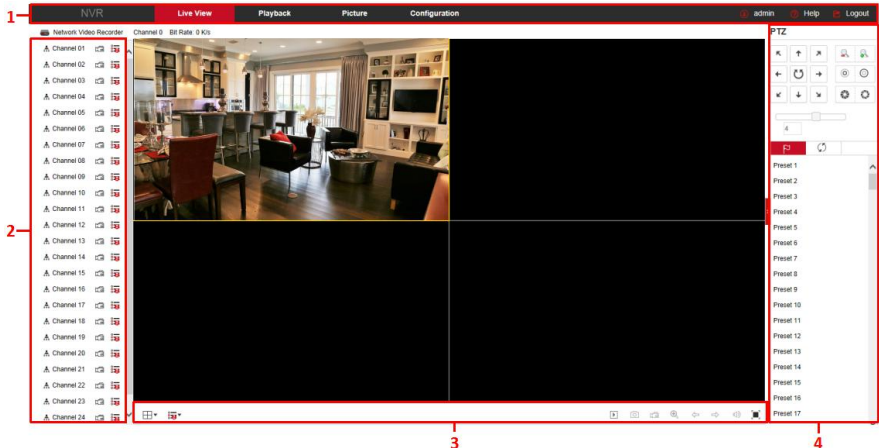 1 NVR Live View Playback Picture Configuration admin Help Logout
Network Video Recorder Channel 0 Bit Rate: 0 K/s PTZ
Channel 01
Channel 02
Channel 03
Channel 04
Channel 05
Channel 06
Channel 07
Channel 08
Channel 09
Channel 10
Channel 11
2 Channel 12
Channel 13
Channel 14
Channel 15
Channel 16
Channel 17
Channel 18
Channel 19
Channel 20
Channel 21
Channel 22
Channel 23
Channel 24
4
Preset 1
Preset 2
Preset 3
Preset 4
Preset 5
Preset 6
Preset 7
Preset 8
Preset 9
Preset 10
Preset 11
Preset 12
Preset 13
Preset 14
Preset 15
Preset 16
Preset 17
3 4